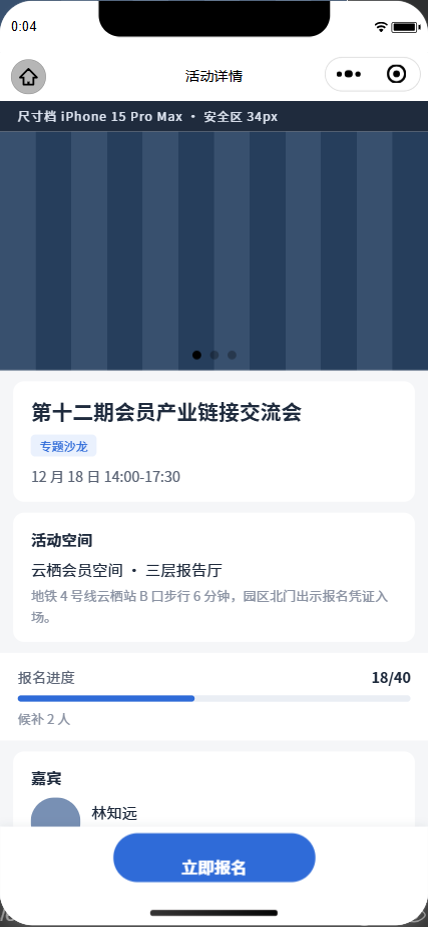 0:04
活动详情
尺寸档 iPhone 15 Pro Max · 安全区 34px
第十二期会员产业链接交流会
专题沙龙
12 月 18 日 14:00-17:30
活动空间
云栖会员空间 · 三层报告厅
地铁 4 号线云栖站 B 口步行 6 分钟，园区北门出示报名凭证入
场。
报名进度
18/40
候补 2 人
嘉宾
林知远
立即报名